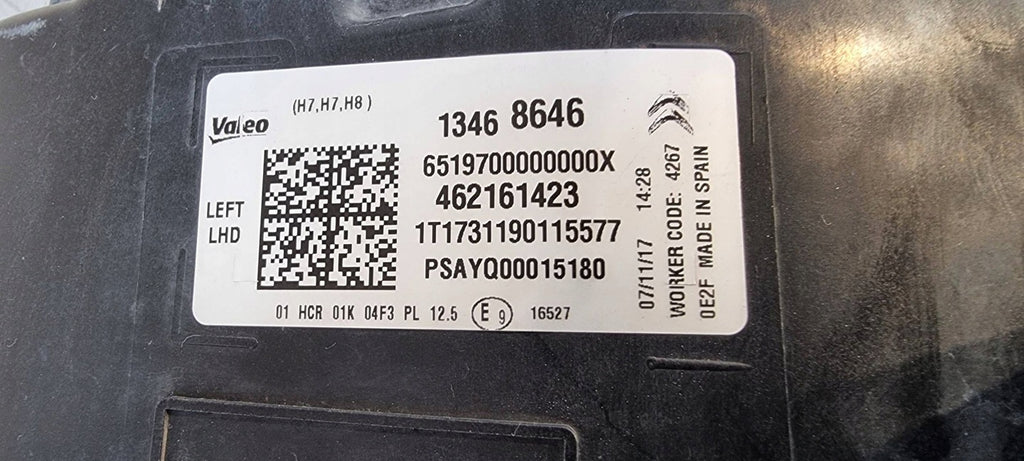 Valeo
(H7,H7,H8)
1346 8646
6519700000000X
462161423
1T1731190115577
PSAYQ00015180
LEFT
LHD
01 HCR 01K 04F3 PL 12.5 E 9 16527
07/11/17 14:28
WORKER CODE: 4267
0E2F MADE IN SPAIN